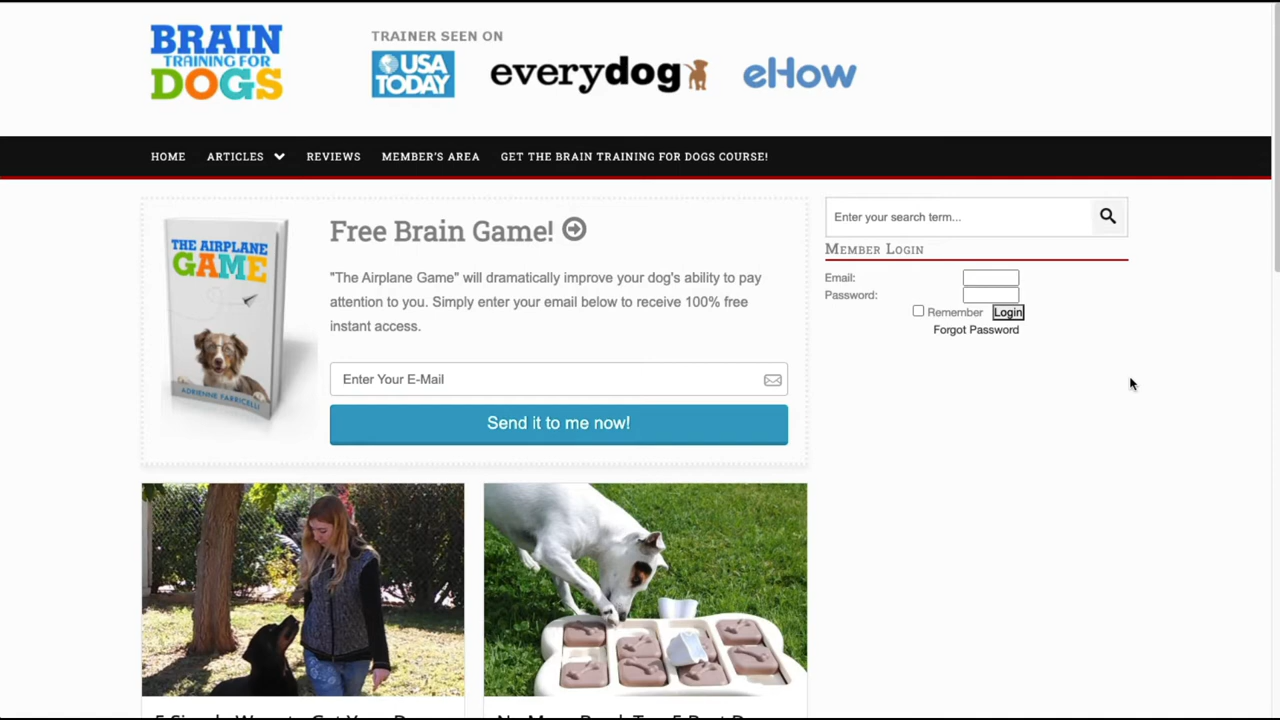 BRAIN
TRAINING FOR
DOGS
TRAINER SEEN ON
USA
TODAY
everydog
eHow
HOME ARTICLES REVIEWS MEMBER'S AREA GET THE BRAIN TRAINING FOR DOGS COURSE!
THE AIRPLANE
GAME
ADRIENNE FARRICELLI
Free Brain Game!
"The Airplane Game" will dramatically improve your dog's ability to pay
attention to you. Simply enter your email below to receive 100% free
instant access.
Enter Your E-Mail
Send it to me now!
Enter your search term...
Member Login
Email:
Password:
Remember Login
Forgot Password